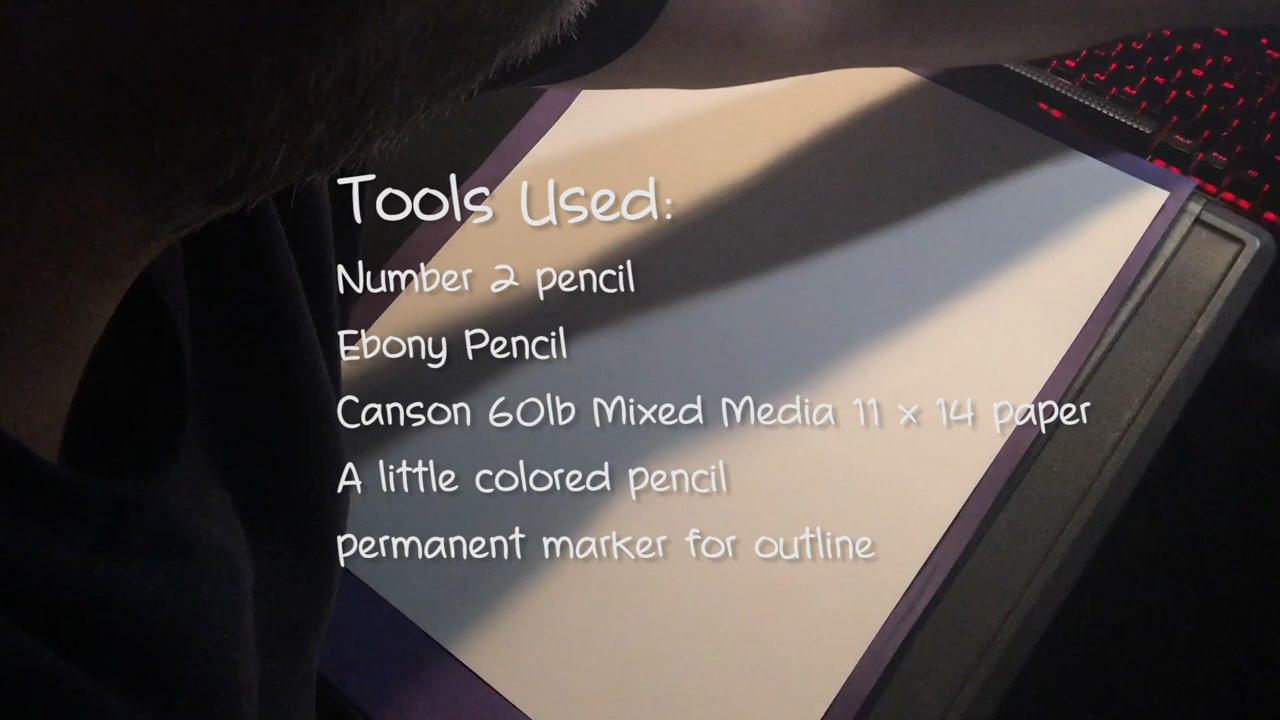 Tools Used:
Number 2 pencil
Ebony Pencil
Canson 60lb Mixed Media 11 x 14 paper
A little colored pencil
permanent marker for outline